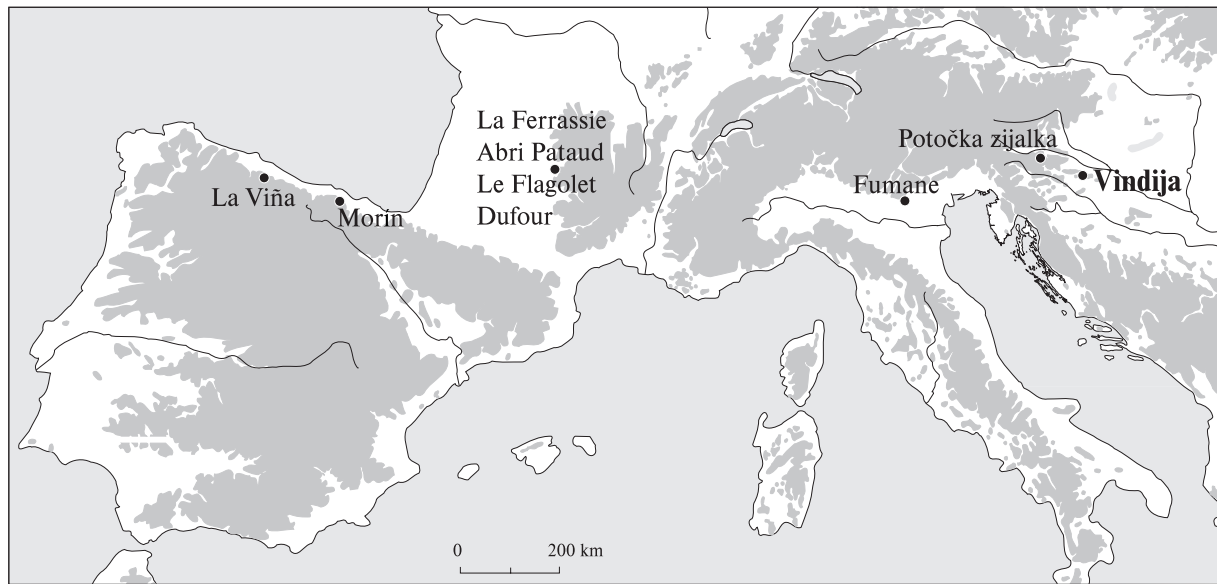 La Ferrassie
Abri Pataud
Le Flagolet
Dufour
La Viña
Morín
Potočka zijalka
Fumane
Vindija
0 200 km